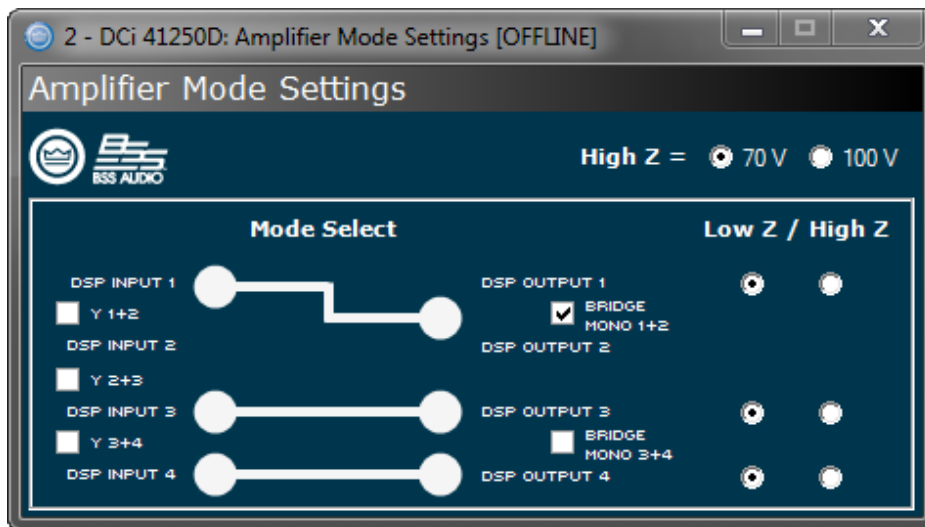 2 - DCi 41250D: Amplifier Mode Settings [OFFLINE]
Amplifier Mode Settings
BSS
BSS AUDIO
High Z = 70 V 100 V
Mode Select Low Z / High Z
DSP INPUT 1 DSP OUTPUT 1
Y 1+2 BRIDGE
MONO 1+2
DSP INPUT 2 DSP OUTPUT 2
Y 2+3
DSP INPUT 3 DSP OUTPUT 3
Y 3+4 BRIDGE
MONO 3+4
DSP INPUT 4 DSP OUTPUT 4